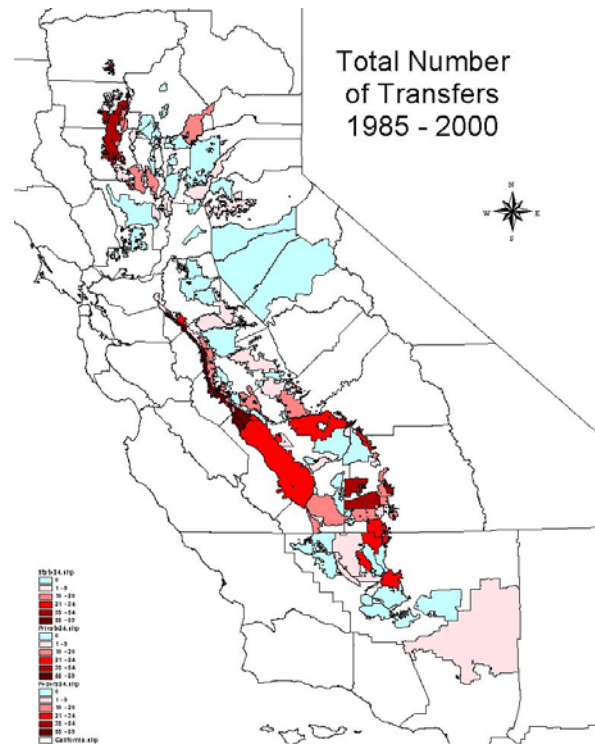 Total Number
of Transfers
1985 - 2000
N
W E
S
0
1 - 9
10 - 20
21 - 34
35 - 54
55 - 89
0
1 - 9
10 - 20
21 - 34
35 - 54
55 - 89
0
1 - 9
10 - 20
21 - 34
35 - 54
55 - 89
California.shp